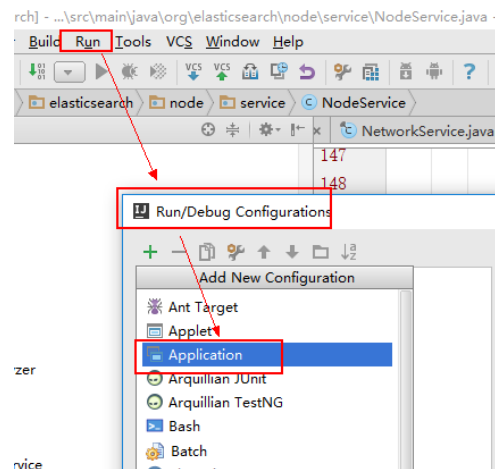 rch] - ...\src\main\java\org\elasticsearch\node\service\NodeService.java -
Build Run Tools VCS Window Help
VCS VCS ?
elasticsearch node service NodeService
NetworkService.java
147
148
Run/Debug Configurations
Add New Configuration
Ant Target
Applet
Application
Arquillian JUnit
zer
Arquillian TestNG
Bash
Batch
rvice